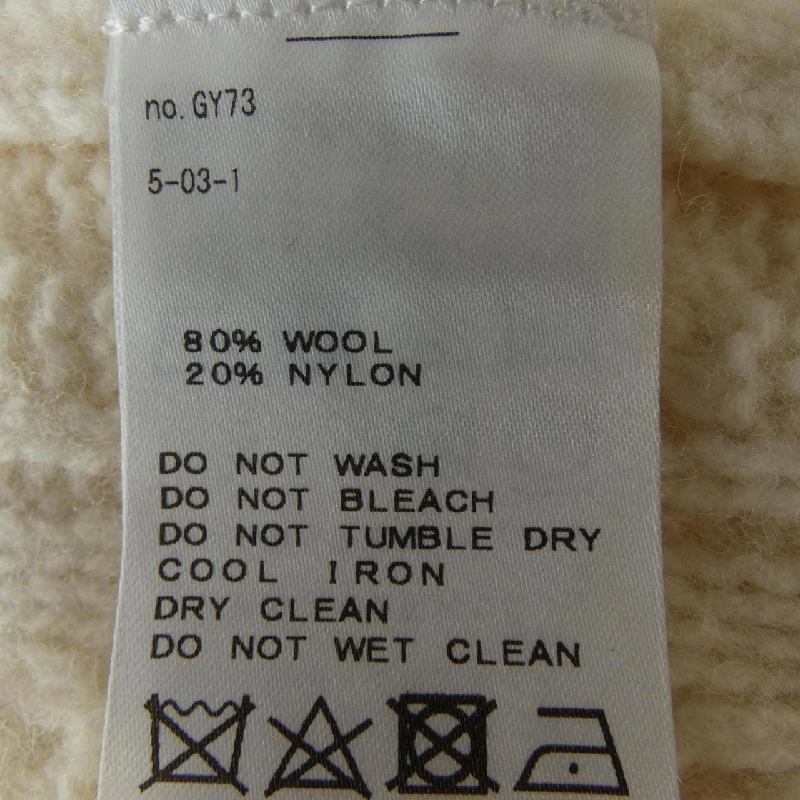 no. GY73
5-03-1
80% WOOL
20% NYLON
DO NOT WASH
DO NOT BLEACH
DO NOT TUMBLE DRY
COOL IRON
DRY CLEAN
DO NOT WET CLEAN